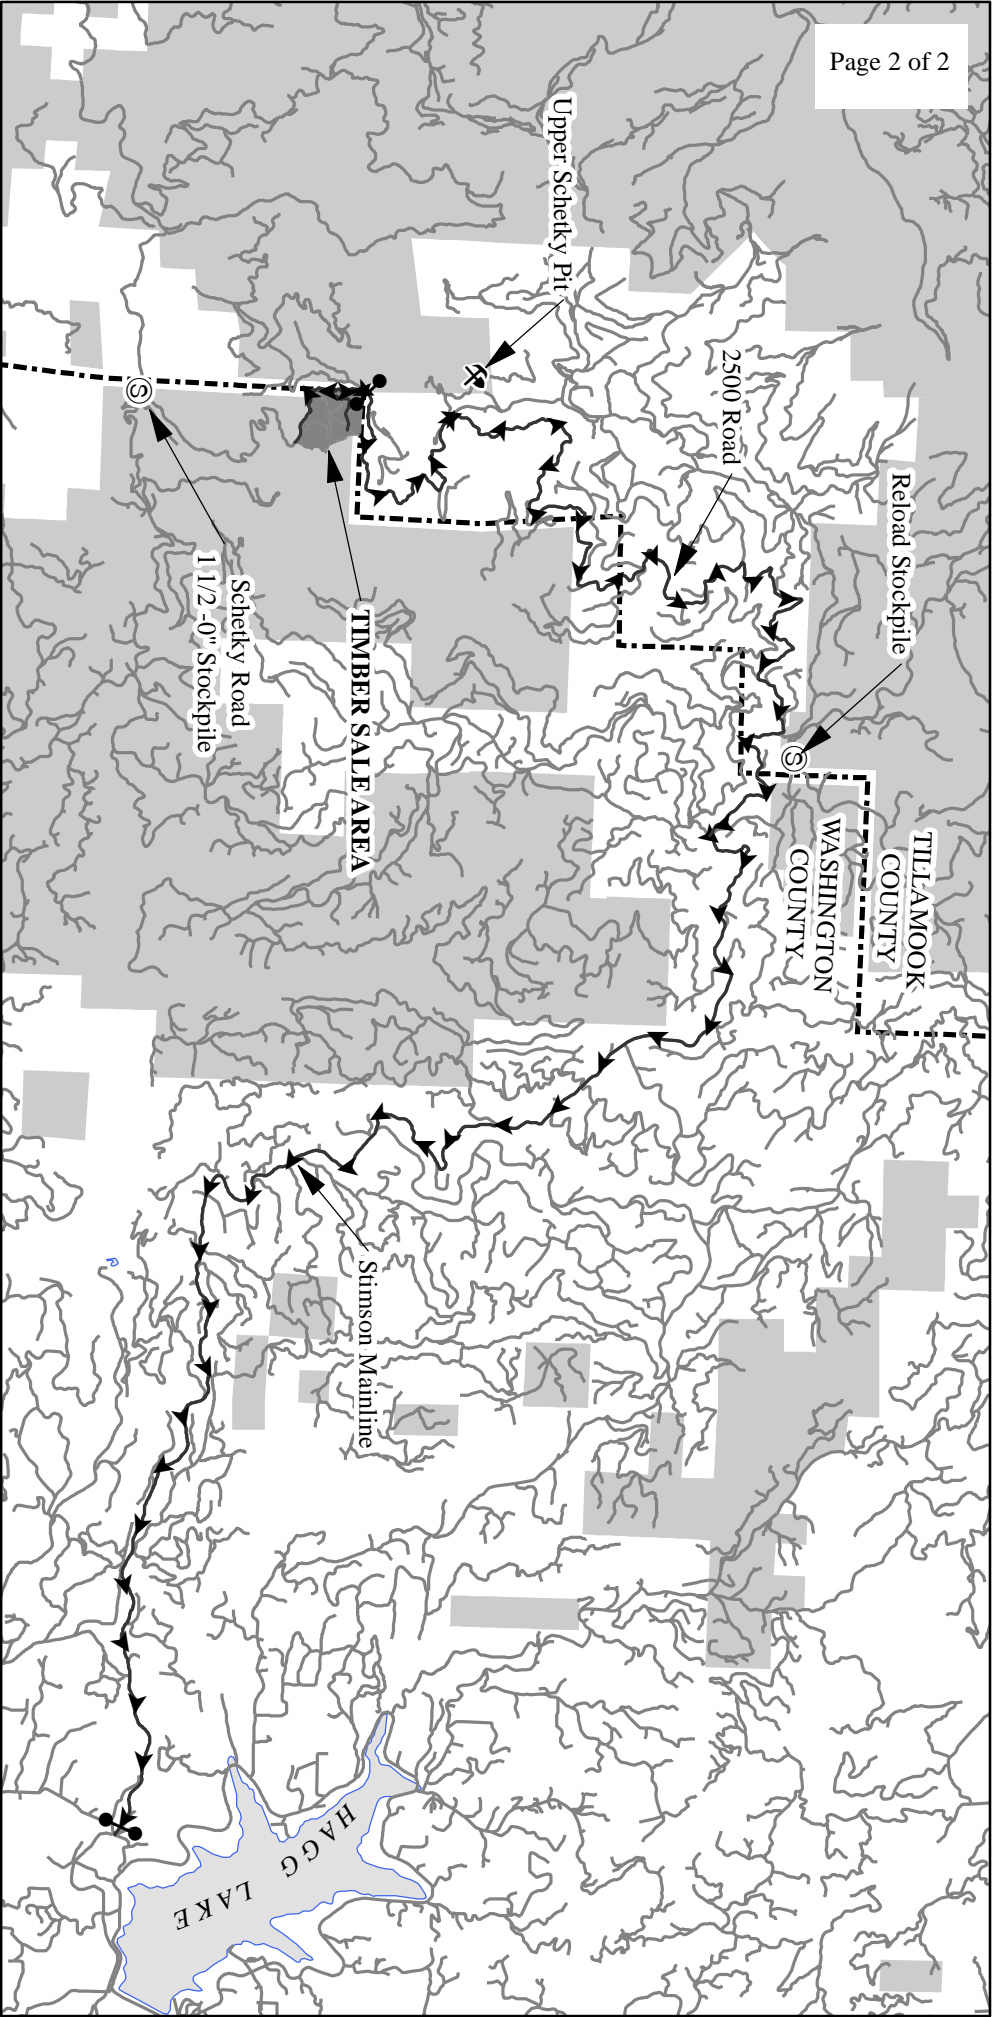 Page 2 of 2
Upper Schetky Pit
2500 Road
Reload Stockpile
TILLAMOOK
COUNTY
WASHINGTON
COUNTY
S
S
Schetky Road
1 1/2 -0" Stockpile
TIMBER SALE AREA
Stimson Mainline
HAGG
LAKE